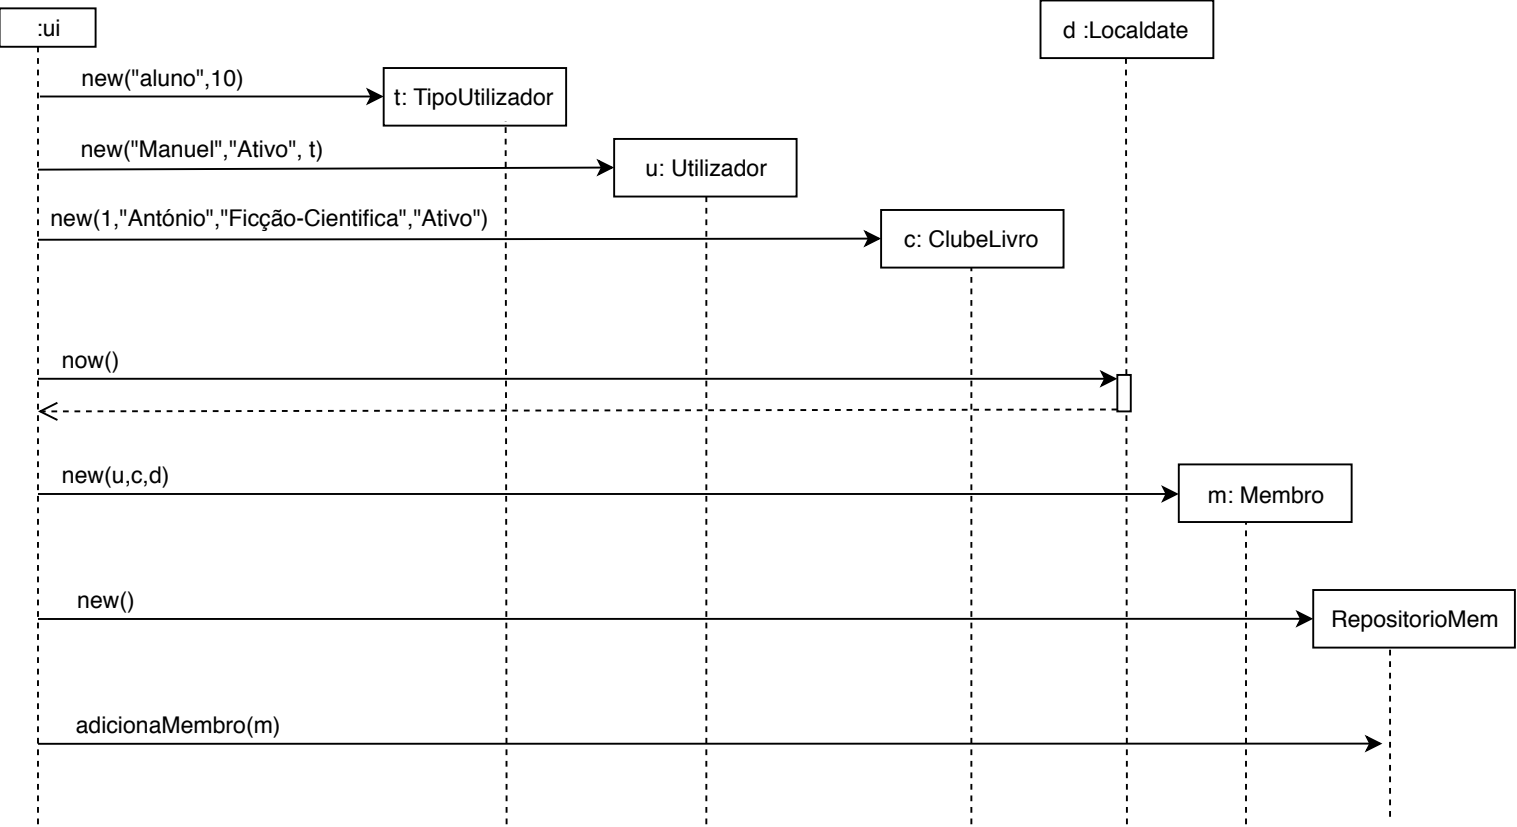 :ui
d :Localdate
new("aluno",10)
t: TipoUtilizador
new("Manuel","Ativo", t)
u: Utilizador
new(1,"António","Ficção-Cientifica","Ativo")
c: ClubeLivro
now()
new(u,c,d)
m: Membro
new()
RepositorioMem
adicionaMembro(m)